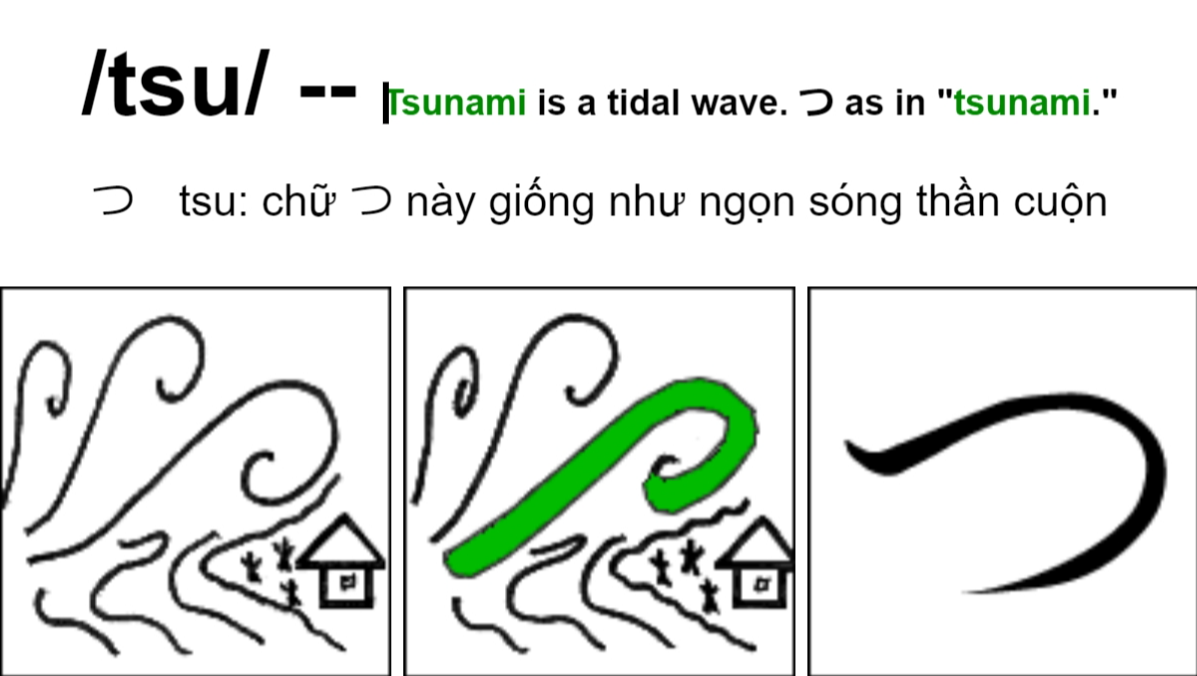 /tsu/ -- Tsunami is a tidal wave. つ as in "tsunami."
つ tsu: chữ つ này giống như ngọn sóng thần cuộn
つ